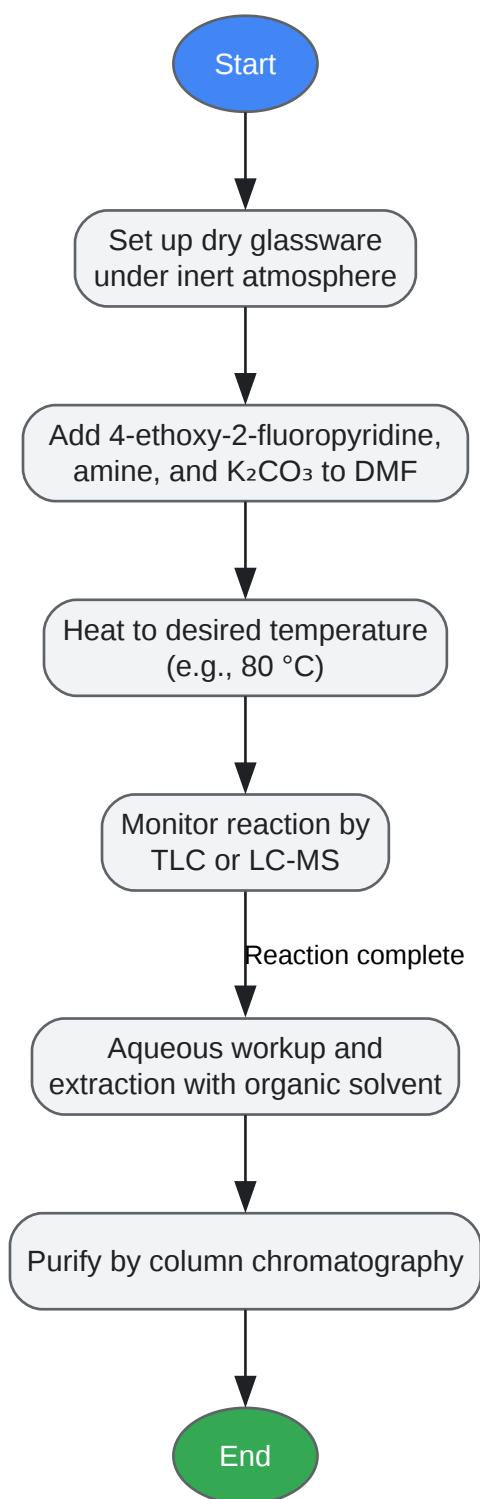 Start
Set up dry glassware
under inert atmosphere
Add 4-ethoxy-2-fluoropyridine,
amine, and K₂CO₃ to DMF
Heat to desired temperature
(e.g., 80 °C)
Monitor reaction by
TLC or LC-MS
Reaction complete
Aqueous workup and
extraction with organic solvent
Purify by column chromatography
End